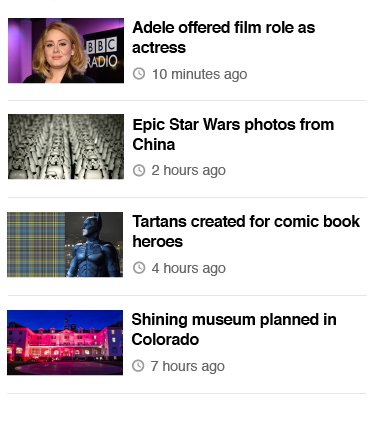 BBC
RADIO
Adele offered film role as
actress
10 minutes ago
Epic Star Wars photos from
China
2 hours ago
Tartans created for comic book
heroes
4 hours ago
Shining museum planned in
Colorado
7 hours ago